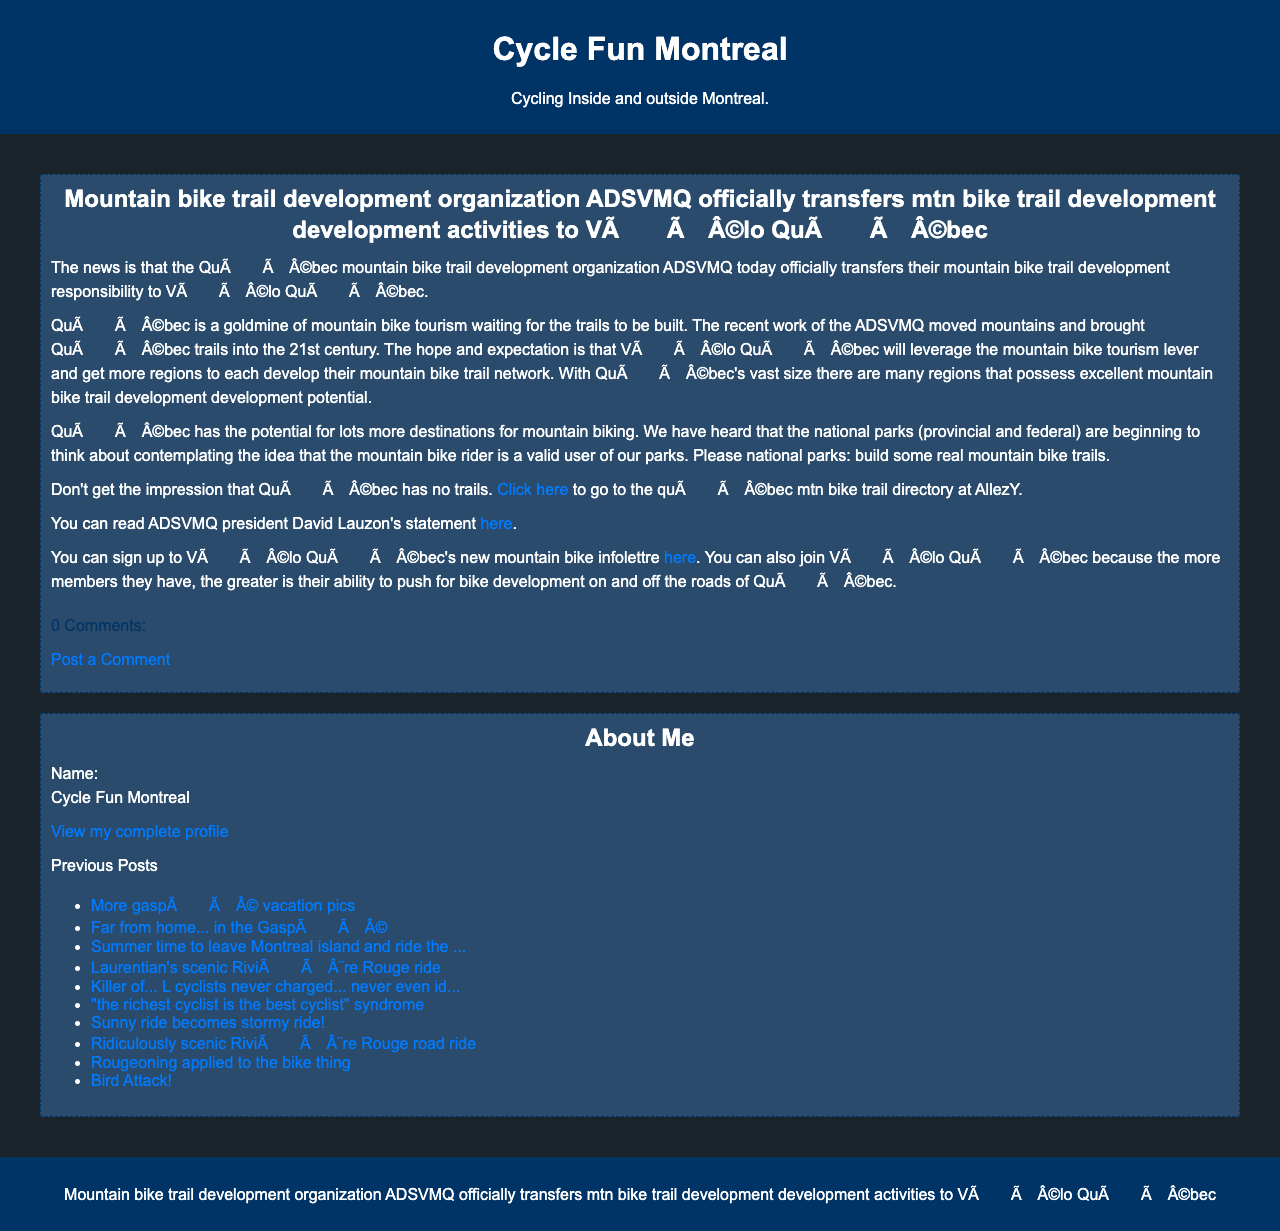 Cycle Fun Montreal
Cycling Inside and outside Montreal.
Mountain bike trail development organization ADSVMQ officially transfers mtn bike trail development
development activities to VÃ Ã Â©lo QuÃ Ã Â©bec
The news is that the QuÃ Ã Â©bec mountain bike trail development organization ADSVMQ today officially transfers their mountain bike trail development
responsibility to VÃ Ã Â©lo QuÃ Ã Â©bec.
QuÃ Ã Â©bec is a goldmine of mountain bike tourism waiting for the trails to be built. The recent work of the ADSVMQ moved mountains and brought
QuÃ Ã Â©bec trails into the 21st century. The hope and expectation is that VÃ Ã Â©lo QuÃ Ã Â©bec will leverage the mountain bike tourism lever
and get more regions to each develop their mountain bike trail network. With QuÃ Ã Â©bec's vast size there are many regions that possess excellent mountain
bike trail development development potential.
QuÃ Ã Â©bec has the potential for lots more destinations for mountain biking. We have heard that the national parks (provincial and federal) are beginning to
think about contemplating the idea that the mountain bike rider is a valid user of our parks. Please national parks: build some real mountain bike trails.
Don't get the impression that QuÃ Ã Â©bec has no trails. Click here to go to the quÃ Ã Â©bec mtn bike trail directory at AllezY.
You can read ADSVMQ president David Lauzon's statement here.
You can sign up to VÃ Ã Â©lo QuÃ Ã Â©bec's new mountain bike infolettre here. You can also join VÃ Ã Â©lo QuÃ Ã Â©bec because the more
members they have, the greater is their ability to push for bike development on and off the roads of QuÃ Ã Â©bec.
0 Comments:
Post a Comment
About Me
Name:
Cycle Fun Montreal
View my complete profile
Previous Posts
More gaspÃ Ã Â© vacation pics
Far from home... in the GaspÃ Ã Â©
Summer time to leave Montreal island and ride the ...
Laurentian's scenic RiviÃ Ã Â¨re Rouge ride
Killer of... L cyclists never charged... never even id...
"the richest cyclist is the best cyclist" syndrome
Sunny ride becomes stormy ride!
Ridiculously scenic RiviÃ Ã Â¨re Rouge road ride
Rougeoning applied to the bike thing
Bird Attack!
Mountain bike trail development organization ADSVMQ officially transfers mtn bike trail development development activities to VÃ Ã Â©lo QuÃ Ã Â©bec